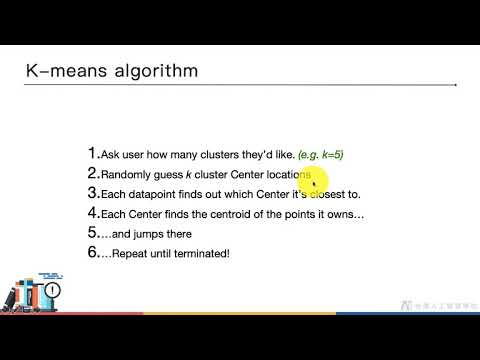 K-means algorithm
1.Ask user how many clusters they'd like. (e.g. k=5)
2.Randomly guess k cluster Center locations
3.Each datapoint finds out which Center it's closest to.
4.Each Center finds the centroid of the points it owns…
5.…and jumps there
6.…Repeat until terminated!